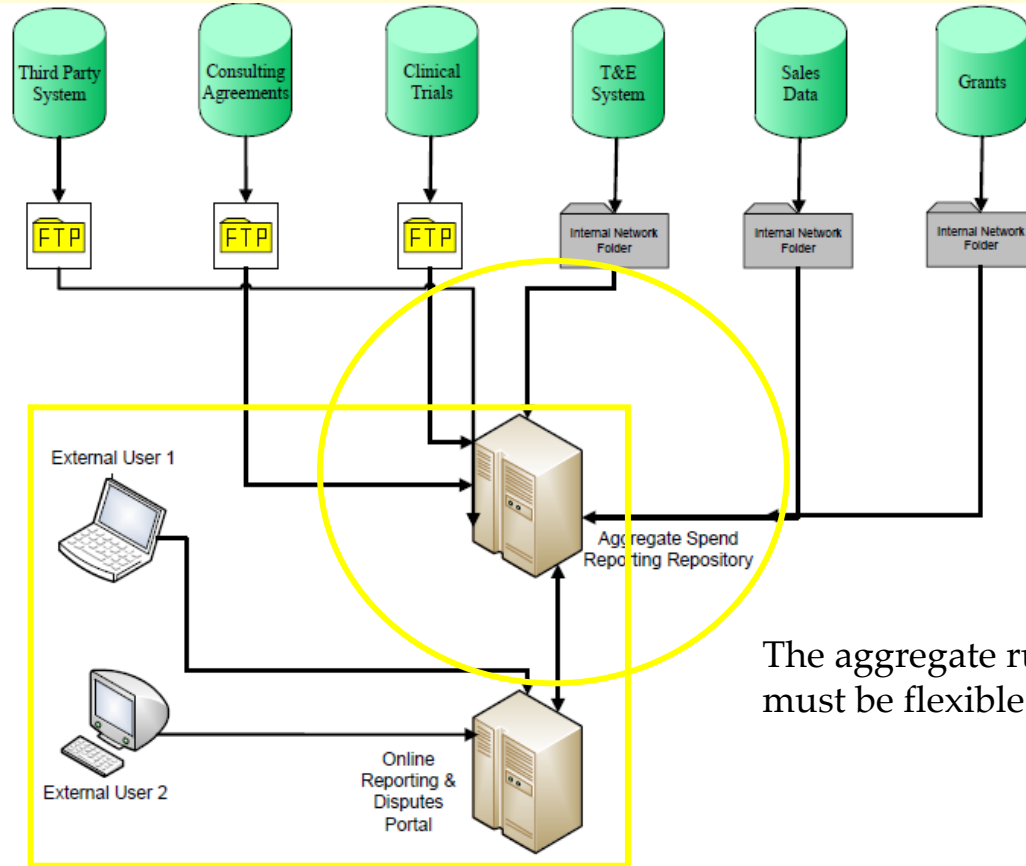 Third Party
System
Consulting
Agreements
Clinical
Trials
T&E
System
Sales
Data
Grants
FTP
FTP
FTP
Internal Network
Folder
Internal Network
Folder
Internal Network
Folder
External User 1
Aggregate Spend
Reporting Repository
The aggregate
must be flexible
External User 2
Online
Reporting &
Disputes
Portal